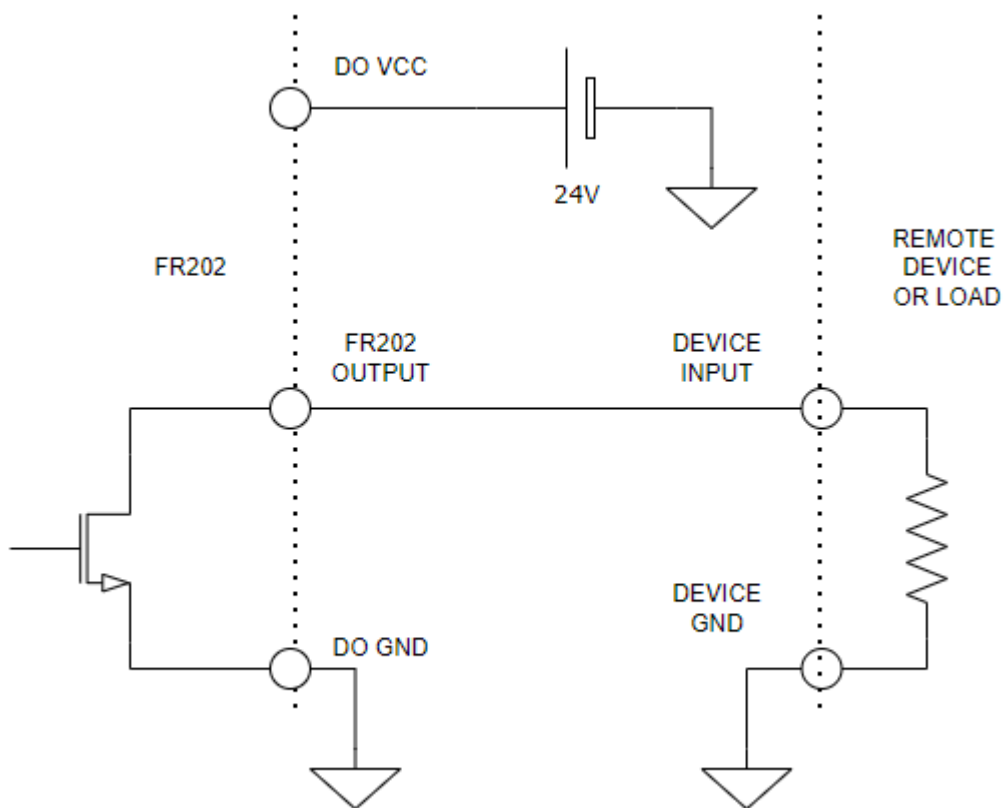 DO VCC
24V
FR202
REMOTE
DEVICE
OR LOAD
FR202
OUTPUT
DEVICE
INPUT
DO GND
DEVICE
GND